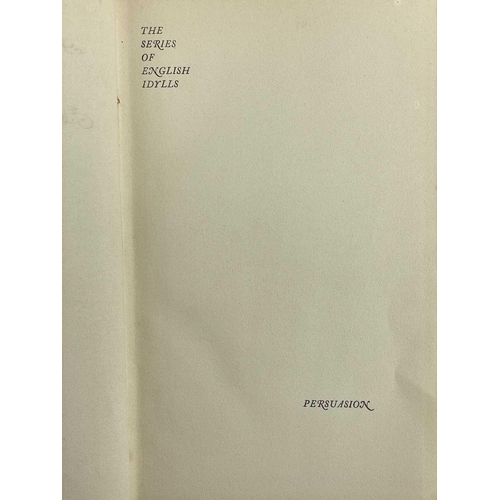 THE
SERIES
OF
ENGLISH
IDYLLS
PERSUASION